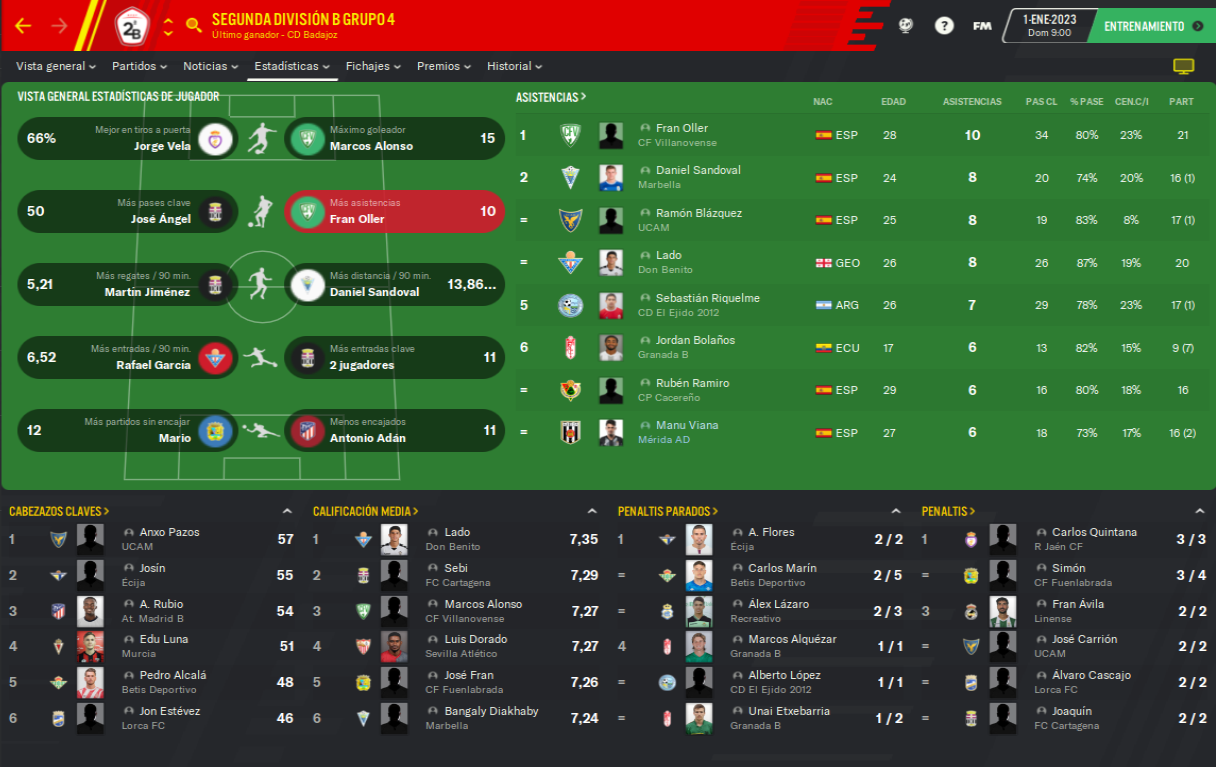 SEGUNDA DIVISIÓN B GRUPO 4
Último ganador - CD Badajoz
2ªB
?
FM
1-ENE-2023
Dom 9:00
ENTRENAMIENTO
Vista general Partidos Noticias Estadísticas Fichajes Premios Historial
VISTA GENERAL ESTADÍSTICAS DE JUGADOR
66% Mejor en tiros a puerta
Jorge Vela
Máximo goleador
Marcos Alonso 15
50 Más pases clave
José Ángel
Más asistencias
Fran Oller 10
5,21 Más regates / 90 min.
Martín Jiménez
Más distancia / 90 min.
Daniel Sandoval 13,86...
6,52 Más entradas / 90 min.
Rafael García
Más entradas clave
2 jugadores 11
12 Más partidos sin encajar
Mario
Menos encajados
Antonio Adán 11
ASISTENCIAS > NAC EDAD ASISTENCIAS PAS CL % PASE CEN.C/I PART
1 Fran Oller ESP 28 10 34 80% 23% 21
CF Villanovense
2 Daniel Sandoval ESP 24 8 20 74% 20% 16 (1)
Marbella
= Ramón Blázquez ESP 25 8 19 83% 8% 17 (1)
UCAM
= Lado GEO 26 8 26 87% 19% 20
Don Benito
5 Sebastián Riquelme ARG 26 7 29 78% 23% 17 (1)
CD El Ejido 2012
6 Jordan Bolaños ECU 17 6 13 82% 15% 9 (7)
Granada B
= Rubén Ramiro ESP 29 6 16 80% 18% 16
CP Cacereño
= Manu Viana ESP 27 6 18 73% 17% 16 (2)
Mérida AD
CABEZAZOS CLAVES >
1 Anxo Pazos 57
UCAM
2 Josín 55
Écija
3 A. Rubio 54
At. Madrid B
4 Edu Luna 51
Murcia
5 Pedro Alcalá 48
Betis Deportivo
6 Jon Estévez 46
Lorca FC
CALIFICACIÓN MEDIA >
1 Lado 7,35
Don Benito
2 Sebi 7,29
FC Cartagena
3 Marcos Alonso 7,27
CF Villanovense
4 Luis Dorado 7,27
Sevilla Atlético
5 José Fran 7,26
CF Fuenlabrada
6 Bangaly Diakhaby 7,24
Marbella
PENALTIS PARADOS >
1 A. Flores 2 / 2
Écija
= Carlos Marín 2 / 5
Betis Deportivo
= Álex Lázaro 2 / 3
Recreativo
4 Marcos Alquézar 1 / 1
Granada B
= Alberto López 1 / 1
CD El Ejido 2012
= Unai Etxebarria 1 / 2
Granada B
PENALTIS >
1 Carlos Quintana 3 / 3
R Jaén CF
= Simón 3 / 4
CF Fuenlabrada
3 Fran Ávila 2 / 2
Linense
= José Carrión 2 / 2
UCAM
= Álvaro Cascajo 2 / 2
Lorca FC
= Joaquín 2 / 2
FC Cartagena